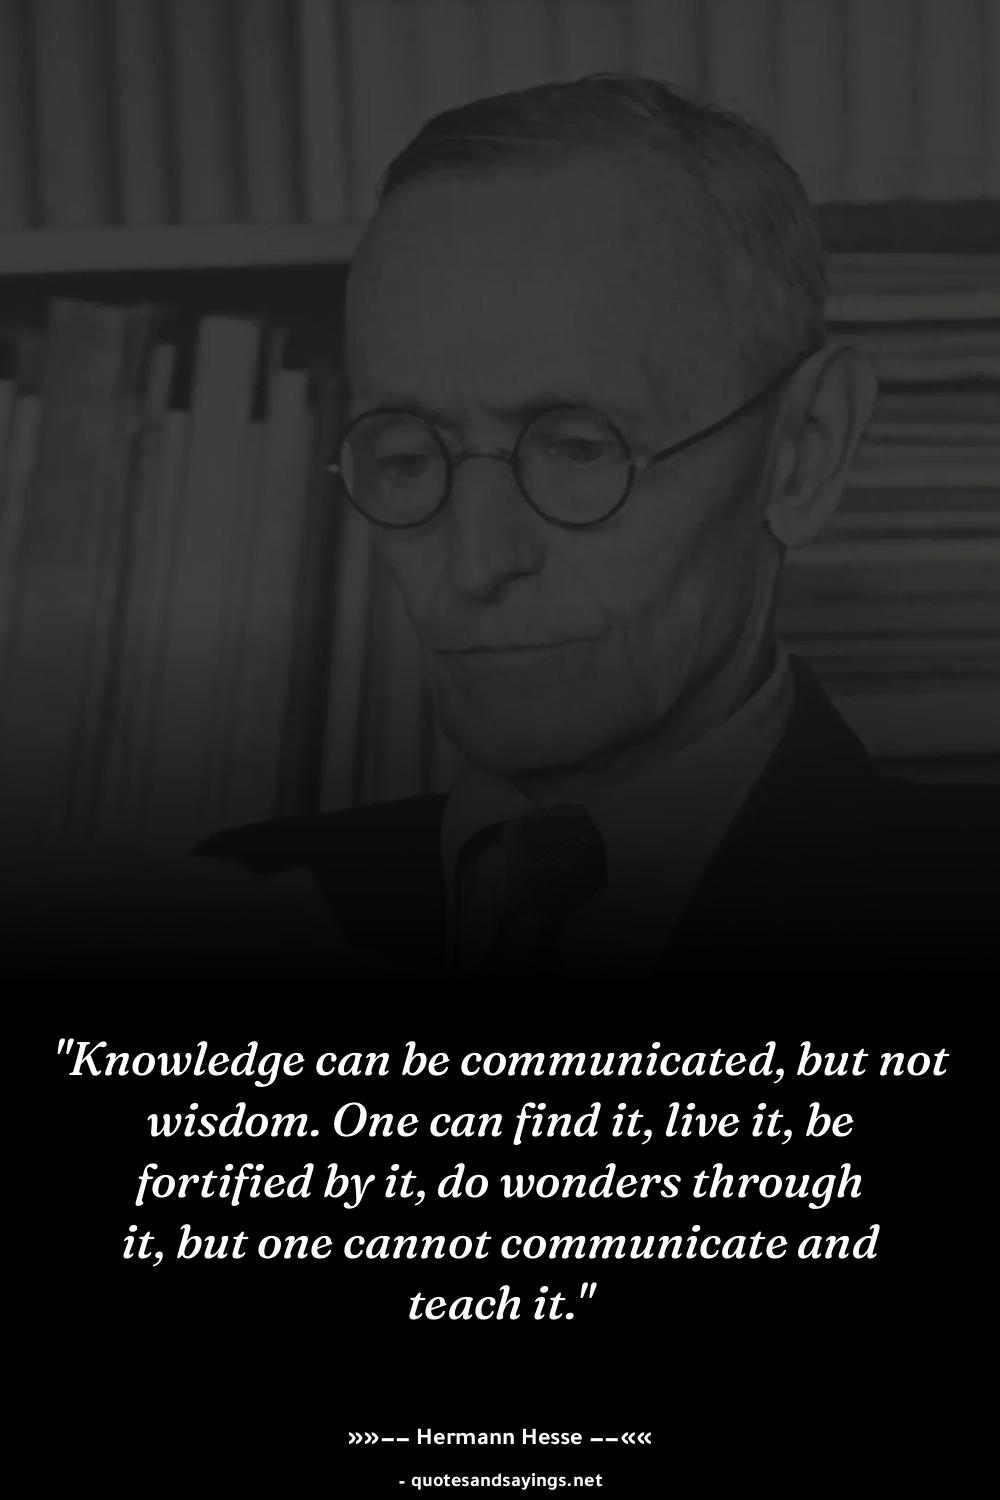 "Knowledge can be communicated, but not
wisdom. One can find it, live it, be
fortified by it, do wonders through
it, but one cannot communicate and
teach it."
»»–– Hermann Hesse ––««
- quotesandsayings.net